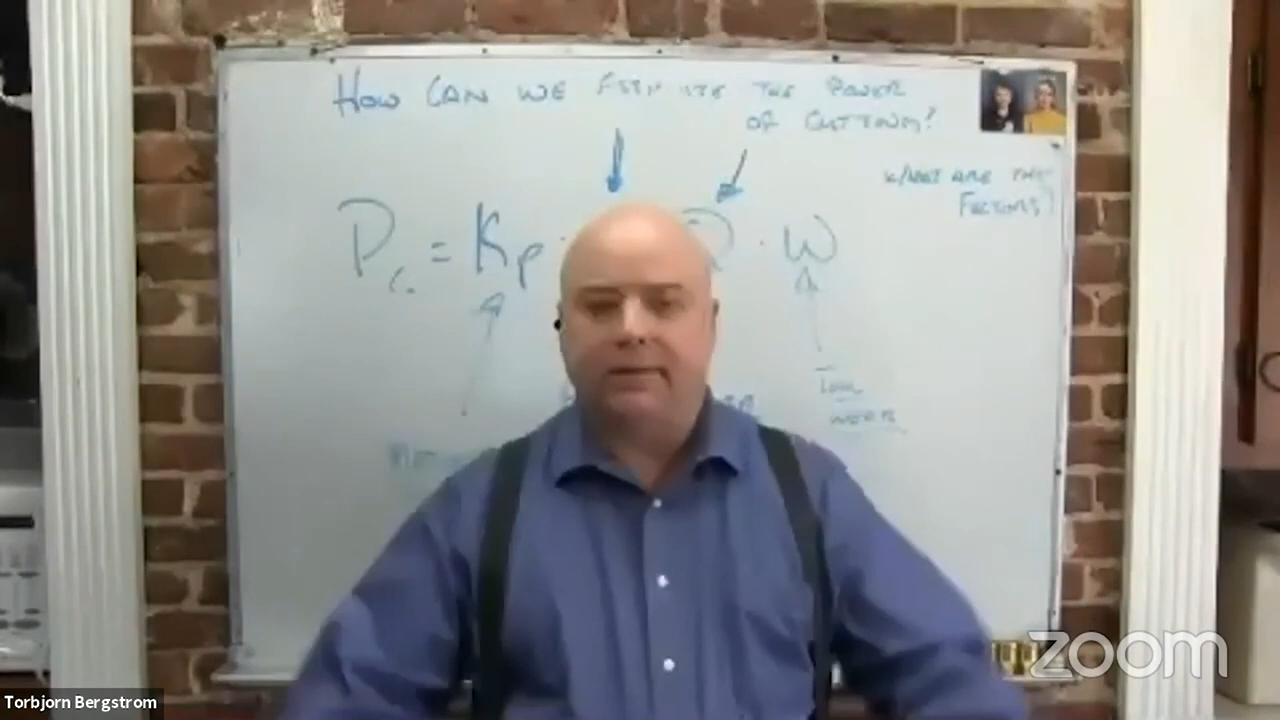 HOW CAN WE ESTIMATE THE POWER
OF CUTTING?
WHAT ARE THE
FACTORS?
Pc = Kp · Q · W
TOOL
WEAR
Torbjorn Bergstrom
zoom